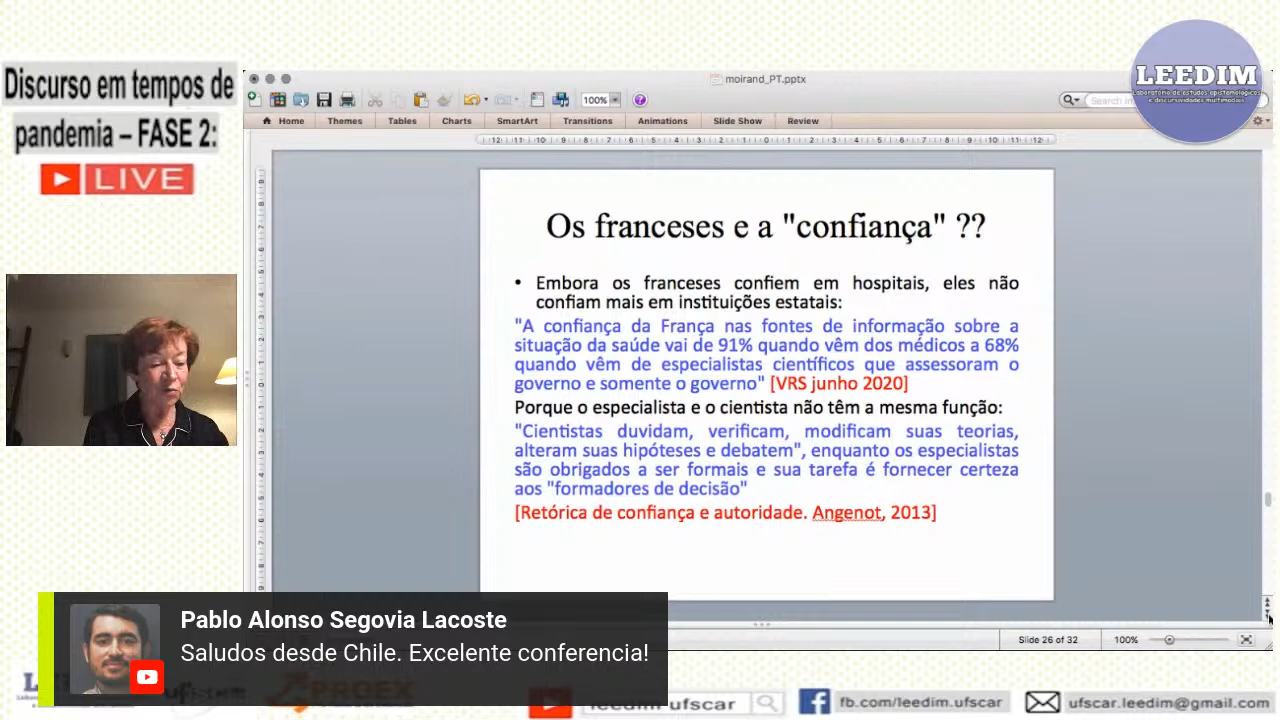 Discurso em tempos de
pandemia – FASE 2:
LIVE
moirand_PT.pptx
LEEDIM
Laboratório de estudos epistemológicos
e discursividades multimodais
100%
Home Themes Tables Charts SmartArt Transitions Animations Slide Show Review
Os franceses e a "confiança" ??
• Embora os franceses confiem em hospitais, eles não
confiam mais em instituições estatais:
"A confiança da França nas fontes de informação sobre a
situação da saúde vai de 91% quando vêm dos médicos a 68%
quando vêm de especialistas científicos que assessoram o
governo e somente o governo" [VRS junho 2020]
Porque o especialista e o cientista não têm a mesma função:
"Cientistas duvidam, verificam, modificam suas teorias,
alteram suas hipóteses e debatem", enquanto os especialistas
são obrigados a ser formais e sua tarefa é fornecer certeza
aos "formadores de decisão"
[Retórica de confiança e autoridade. Angenot, 2013]
Pablo Alonso Segovia Lacoste
Saludos desde Chile. Excelente conferencia!
Slide 26 of 32 100%
leedim ufscar
fb.com/leedim.ufscar
ufscar.leedim@gmail.com